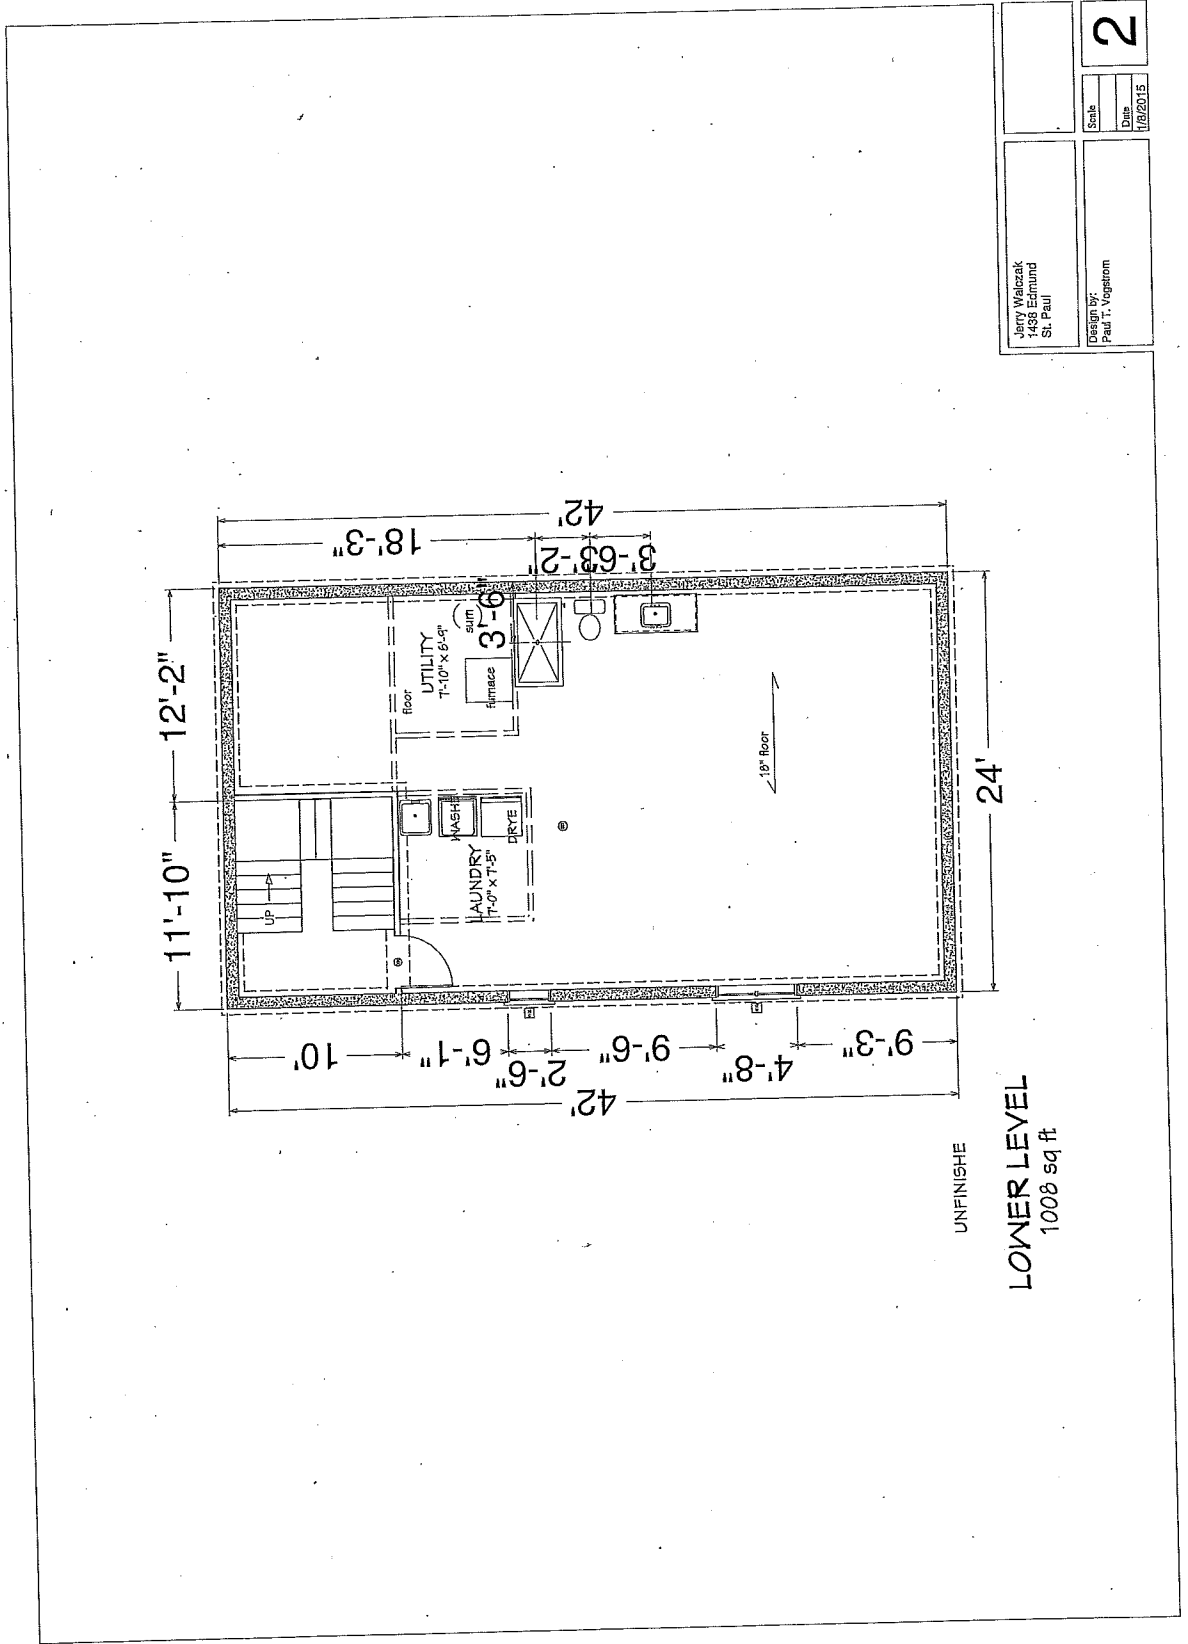 42'
18'-3"
3'-2"
3'-6
12'-2"
11'-10"
UTILITY
7'-10" x 6'-9"
floor
sum
furnace
3'-6"
UP
WASH
DRYE
LAUNDRY
7'-0" x 7'-5"
18" floor
24'
10'
6'-1"
2'-6"
9'-6"
4'-8"
9'-3"
42'
UNFINISHE
LOWER LEVEL
1008 sq ft
Jerry Walczak
1438 Edmund
St. Paul
Design by:
Paul T. Vogstrom
Scale
Date
1/8/2015
2